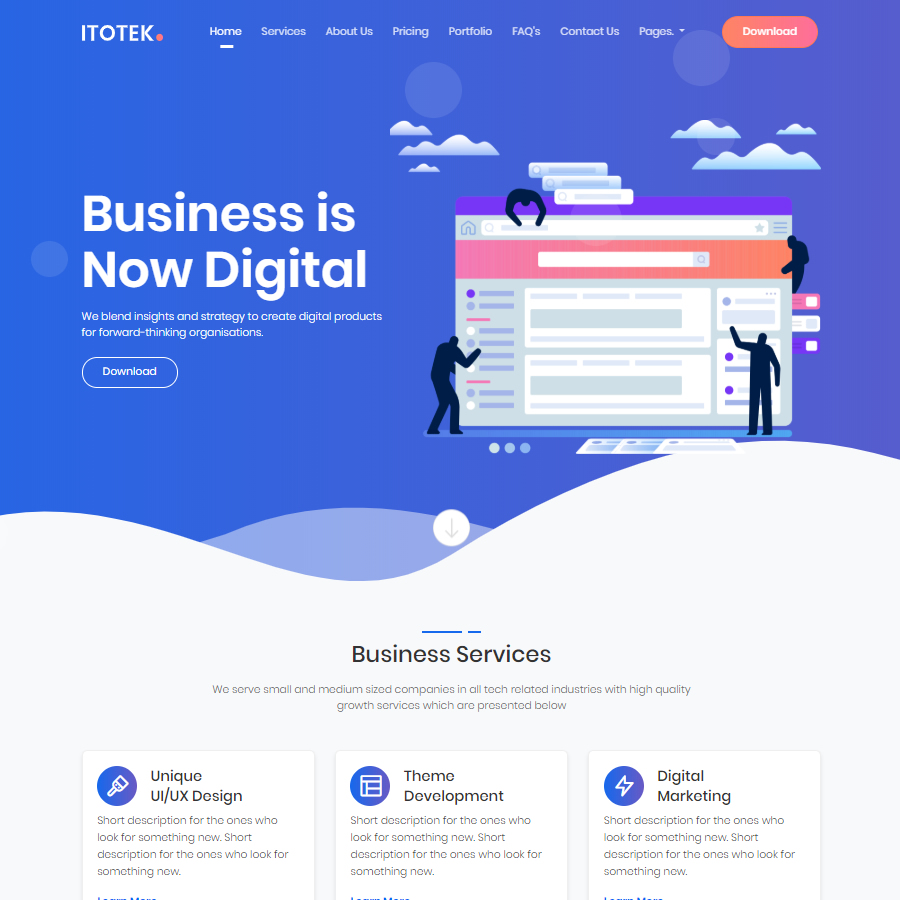 ITOTEK.
Home Services About Us Pricing Portfolio FAQ's Contact Us Pages. Download
Business is
Now Digital
We blend insights and strategy to create digital products
for forward-thinking organisations.
Download
Business Services
We serve small and medium sized companies in all tech related industries with high quality
growth services which are presented below
Unique
UI/UX Design
Short description for the ones who
look for something new. Short
description for the ones who look for
something new.
Learn More
Theme
Development
Short description for the ones who
look for something new. Short
description for the ones who look for
something new.
Learn More
Digital
Marketing
Short description for the ones who
look for something new. Short
description for the ones who look for
something new.
Learn More